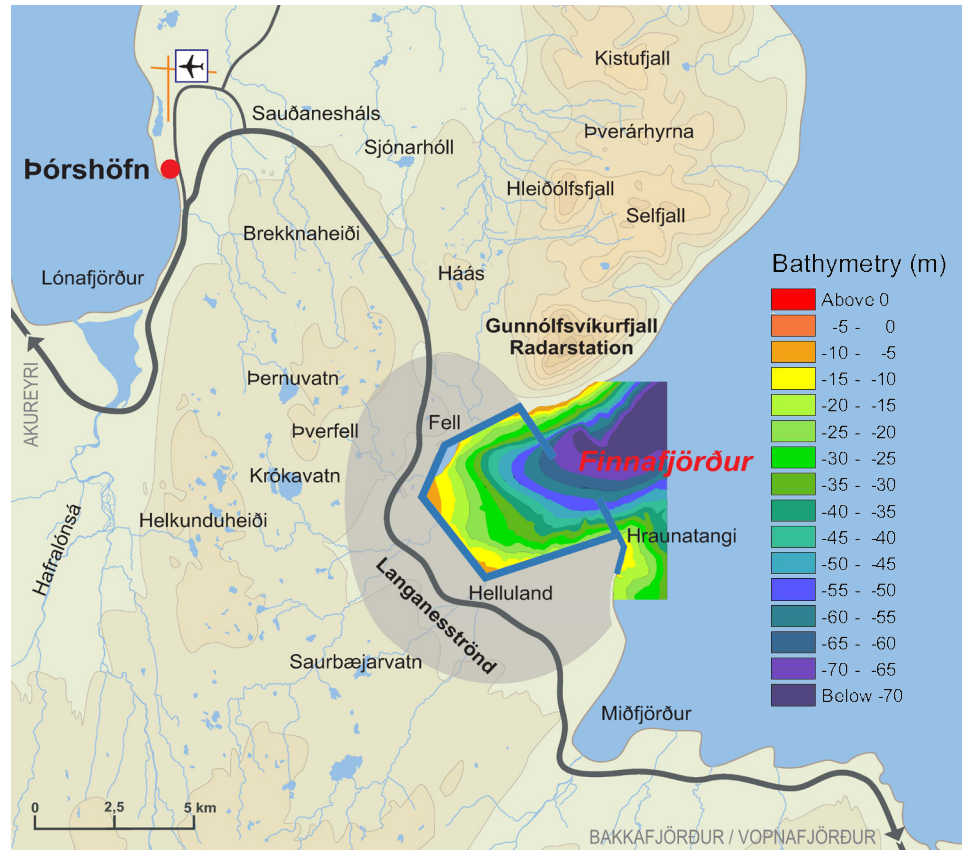 Kistufjall
Sauðanesháls
Þverárhyrna
Sjónarhóll
Þórshöfn
Hleiðólfsfjall
Selfjall
Brekknaheiði
Lónafjörður
Háás
Bathymetry (m)
Above 0
-5 - 0
-10 - -5
-15 - -10
-20 - -15
-25 - -20
-30 - -25
-35 - -30
-40 - -35
-45 - -40
-50 - -45
-55 - -50
-60 - -55
-65 - -60
-70 - -65
Below -70
Gunnólfsvíkurfjall
Radarstation
AKUREYRI
Þernuvatn
Fell
Þverfell
Finnafjörður
Krókavatn
Helkunduheiði
Hafralónsá
Hraunatangi
Helluland
Langanesströnd
Saurbæjarvatn
Miðfjörður
0 2,5 5 km
BAKKAFJÖRÐUR / VOPNAFJÖRÐUR